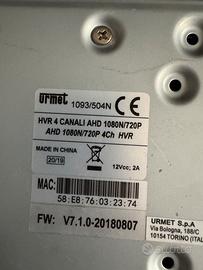 urmet
1093/504N
HVR 4 CANALI AHD 1080N/720P
AHD 1080N/720P 4Ch HVR
MADE IN CHINA
20/19
12Vcc; 2A
MAC:
58:E8:76:03:23:74
FW: V7.1.0-20180807
URMET S.p.A
Via Bologna, 188/C
10154 TORINO (ITAL